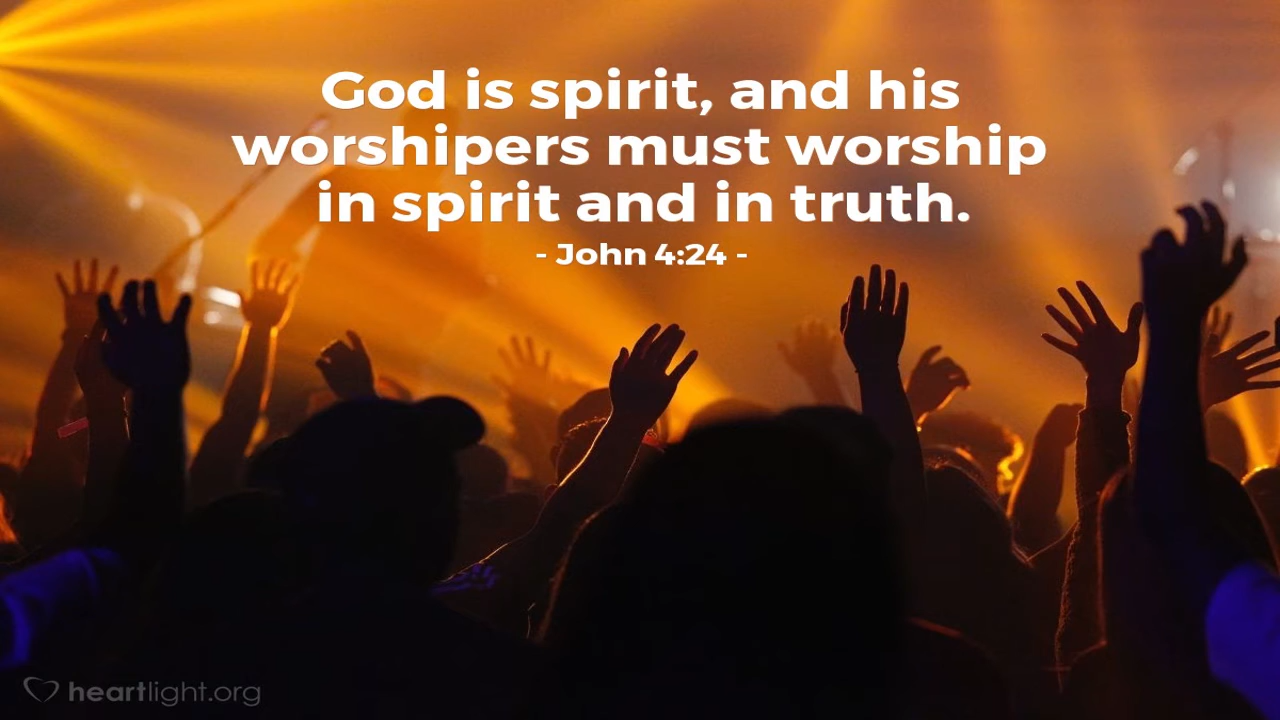 God is spirit, and his
worshipers must worship
in spirit and in truth.
- John 4:24 -
heartlight.org